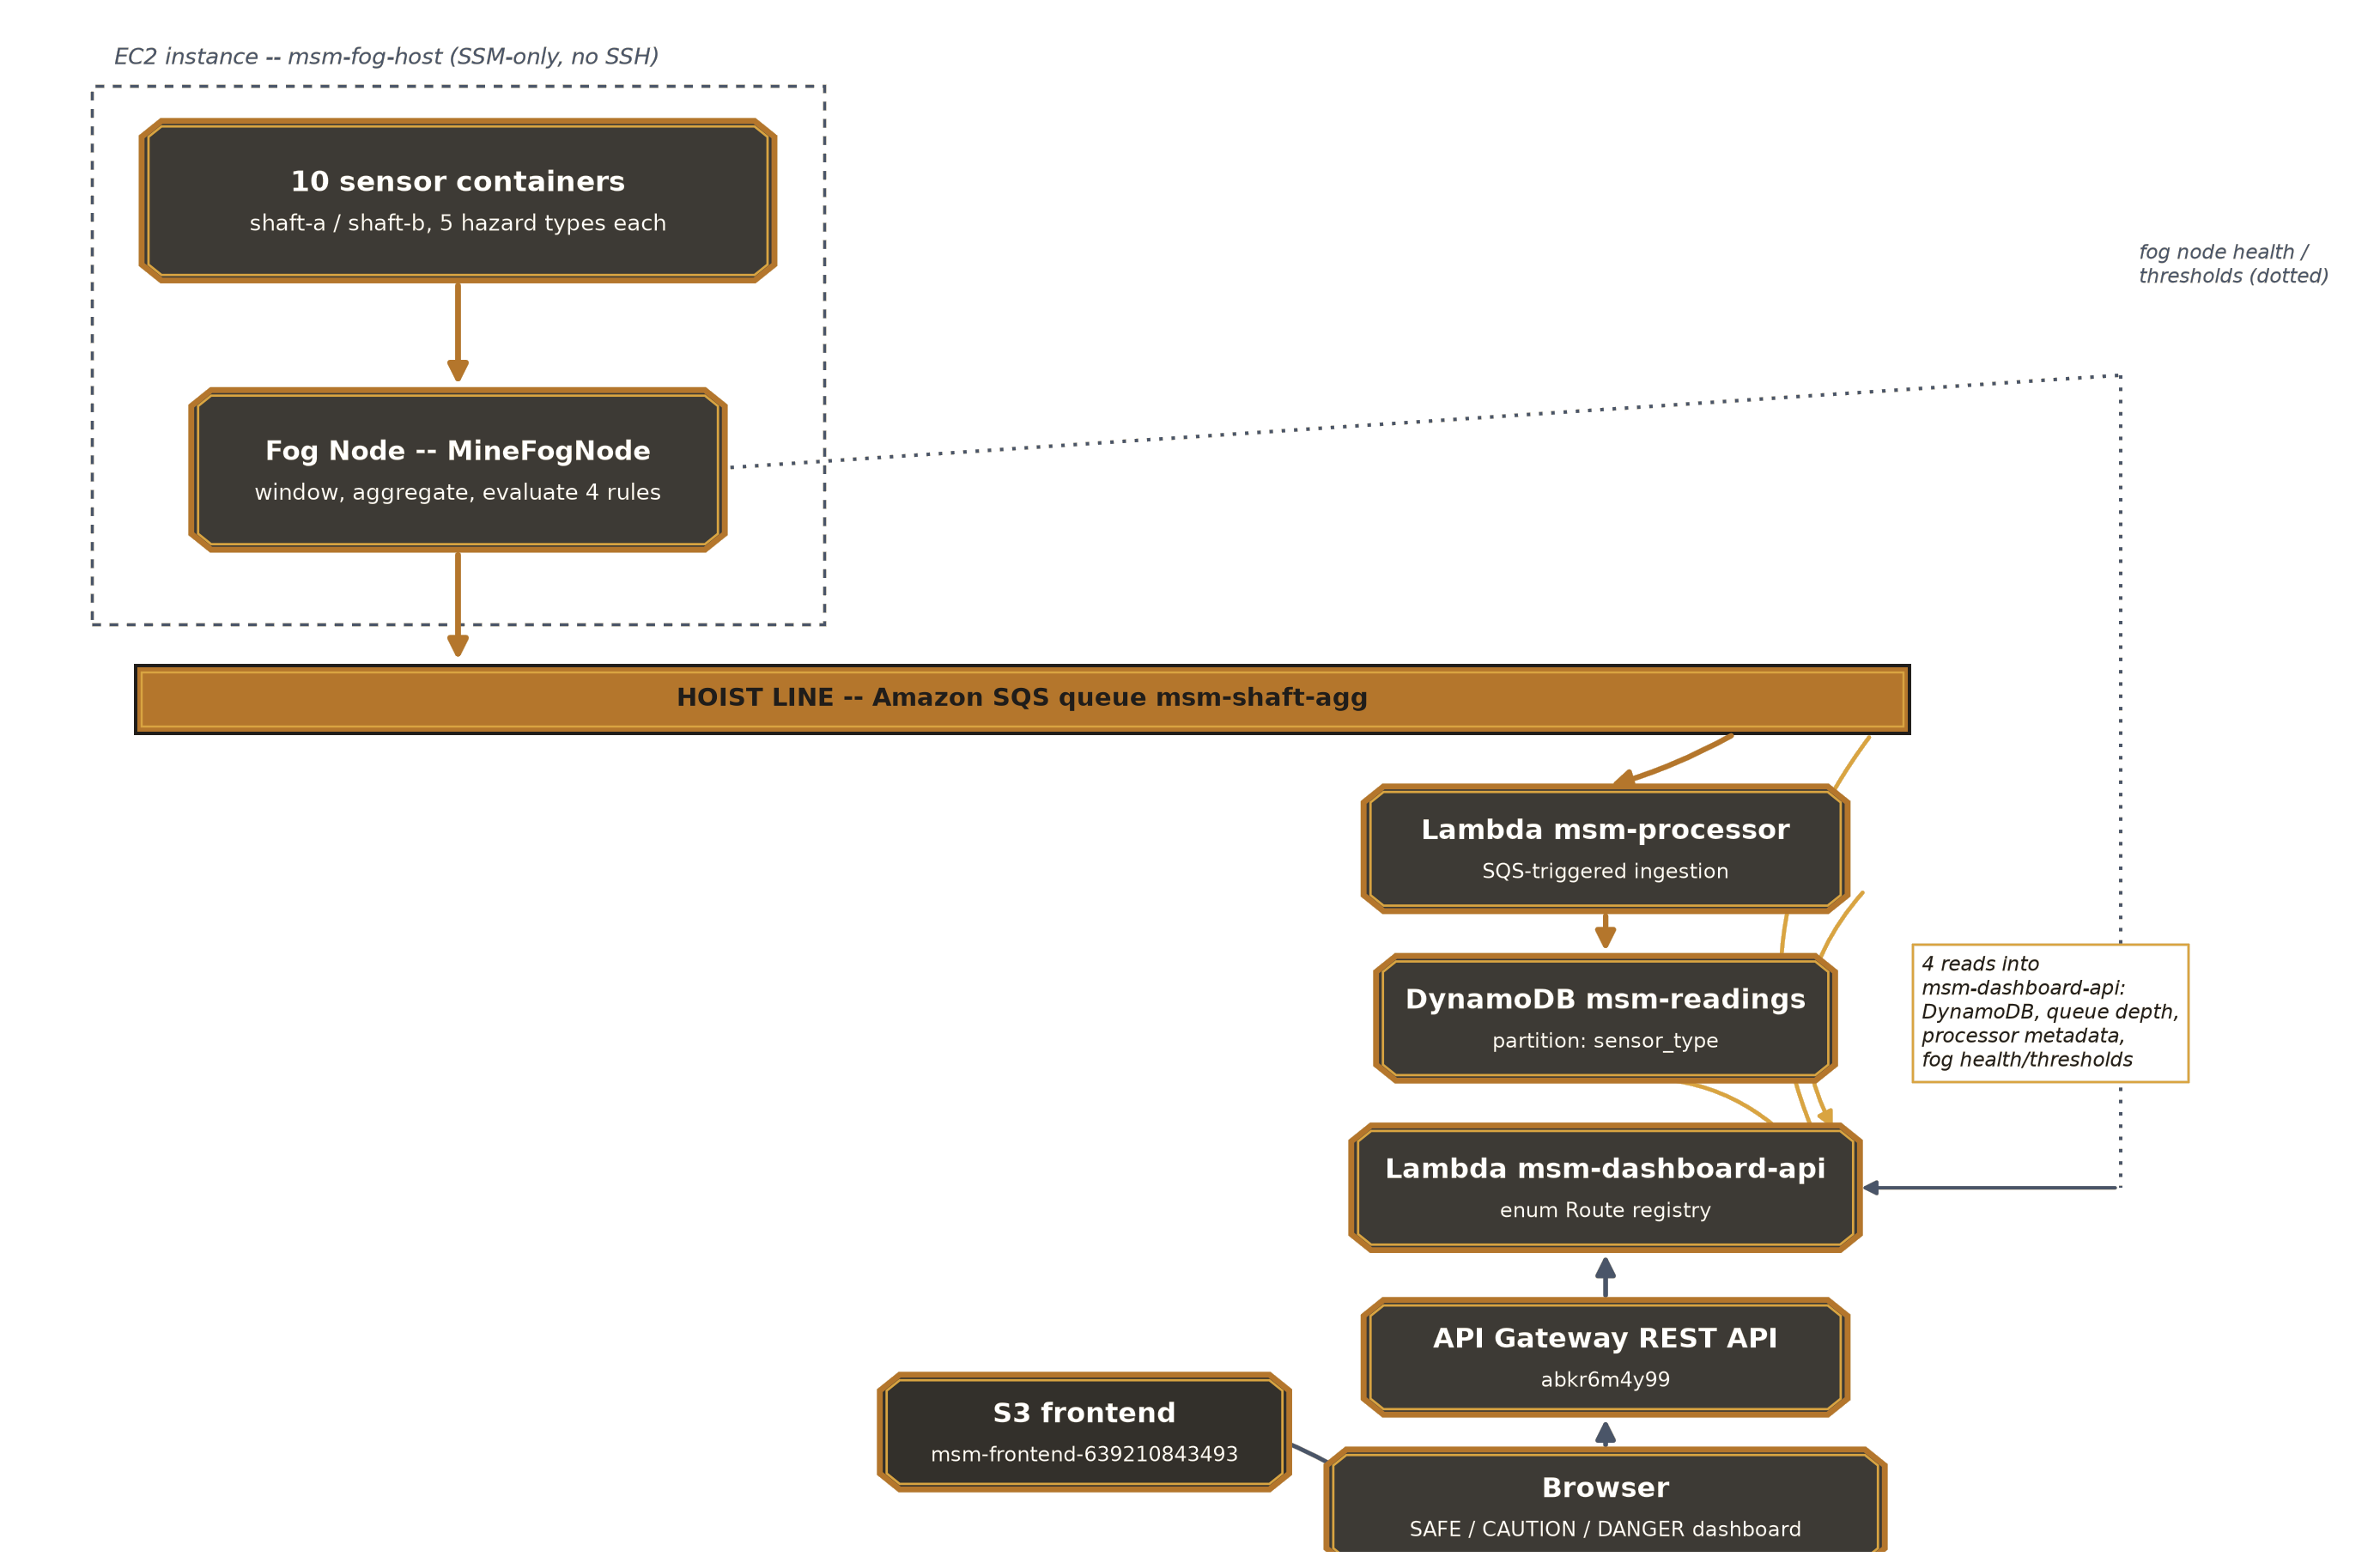 EC2 instance -- msm-fog-host (SSM-only, no SSH)
10 sensor containers
shaft-a / shaft-b, 5 hazard types each
fog node health /
thresholds (dotted)
Fog Node -- MineFogNode
window, aggregate, evaluate 4 rules
HOIST LINE -- Amazon SQS queue msm-shaft-agg
Lambda msm-processor
SQS-triggered ingestion
DynamoDB msm-readings
partition: sensor_type
4 reads into
msm-dashboard-api:
DynamoDB, queue depth,
processor metadata,
fog health/thresholds
Lambda msm-dashboard-api
enum Route registry
API Gateway REST API
abkr6m4y99
S3 frontend
msm-frontend-639210843493
Browser
SAFE / CAUTION / DANGER dashboard